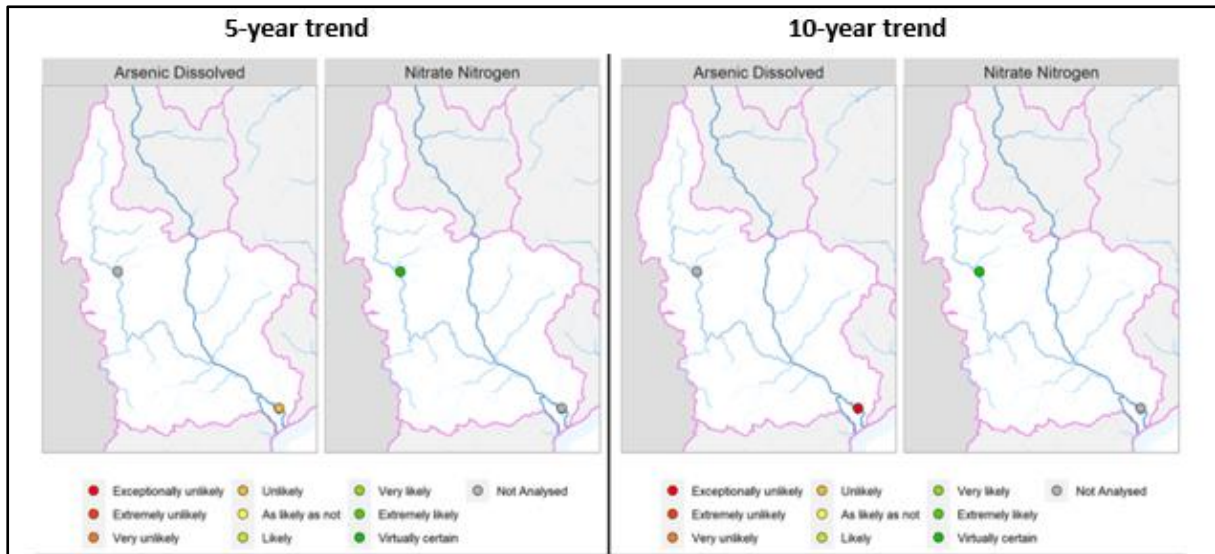 5-year trend 10-year trend
Arsenic Dissolved Nitrate Nitrogen Arsenic Dissolved Nitrate Nitrogen
Exceptionally unlikely Unlikely Very likely Not Analysed Exceptionally unlikely Unlikely Very likely Not Analysed
Extremely unlikely As likely as not Extremely likely Extremely unlikely As likely as not Extremely likely
Very unlikely Likely Virtually certain Very unlikely Likely Virtually certain